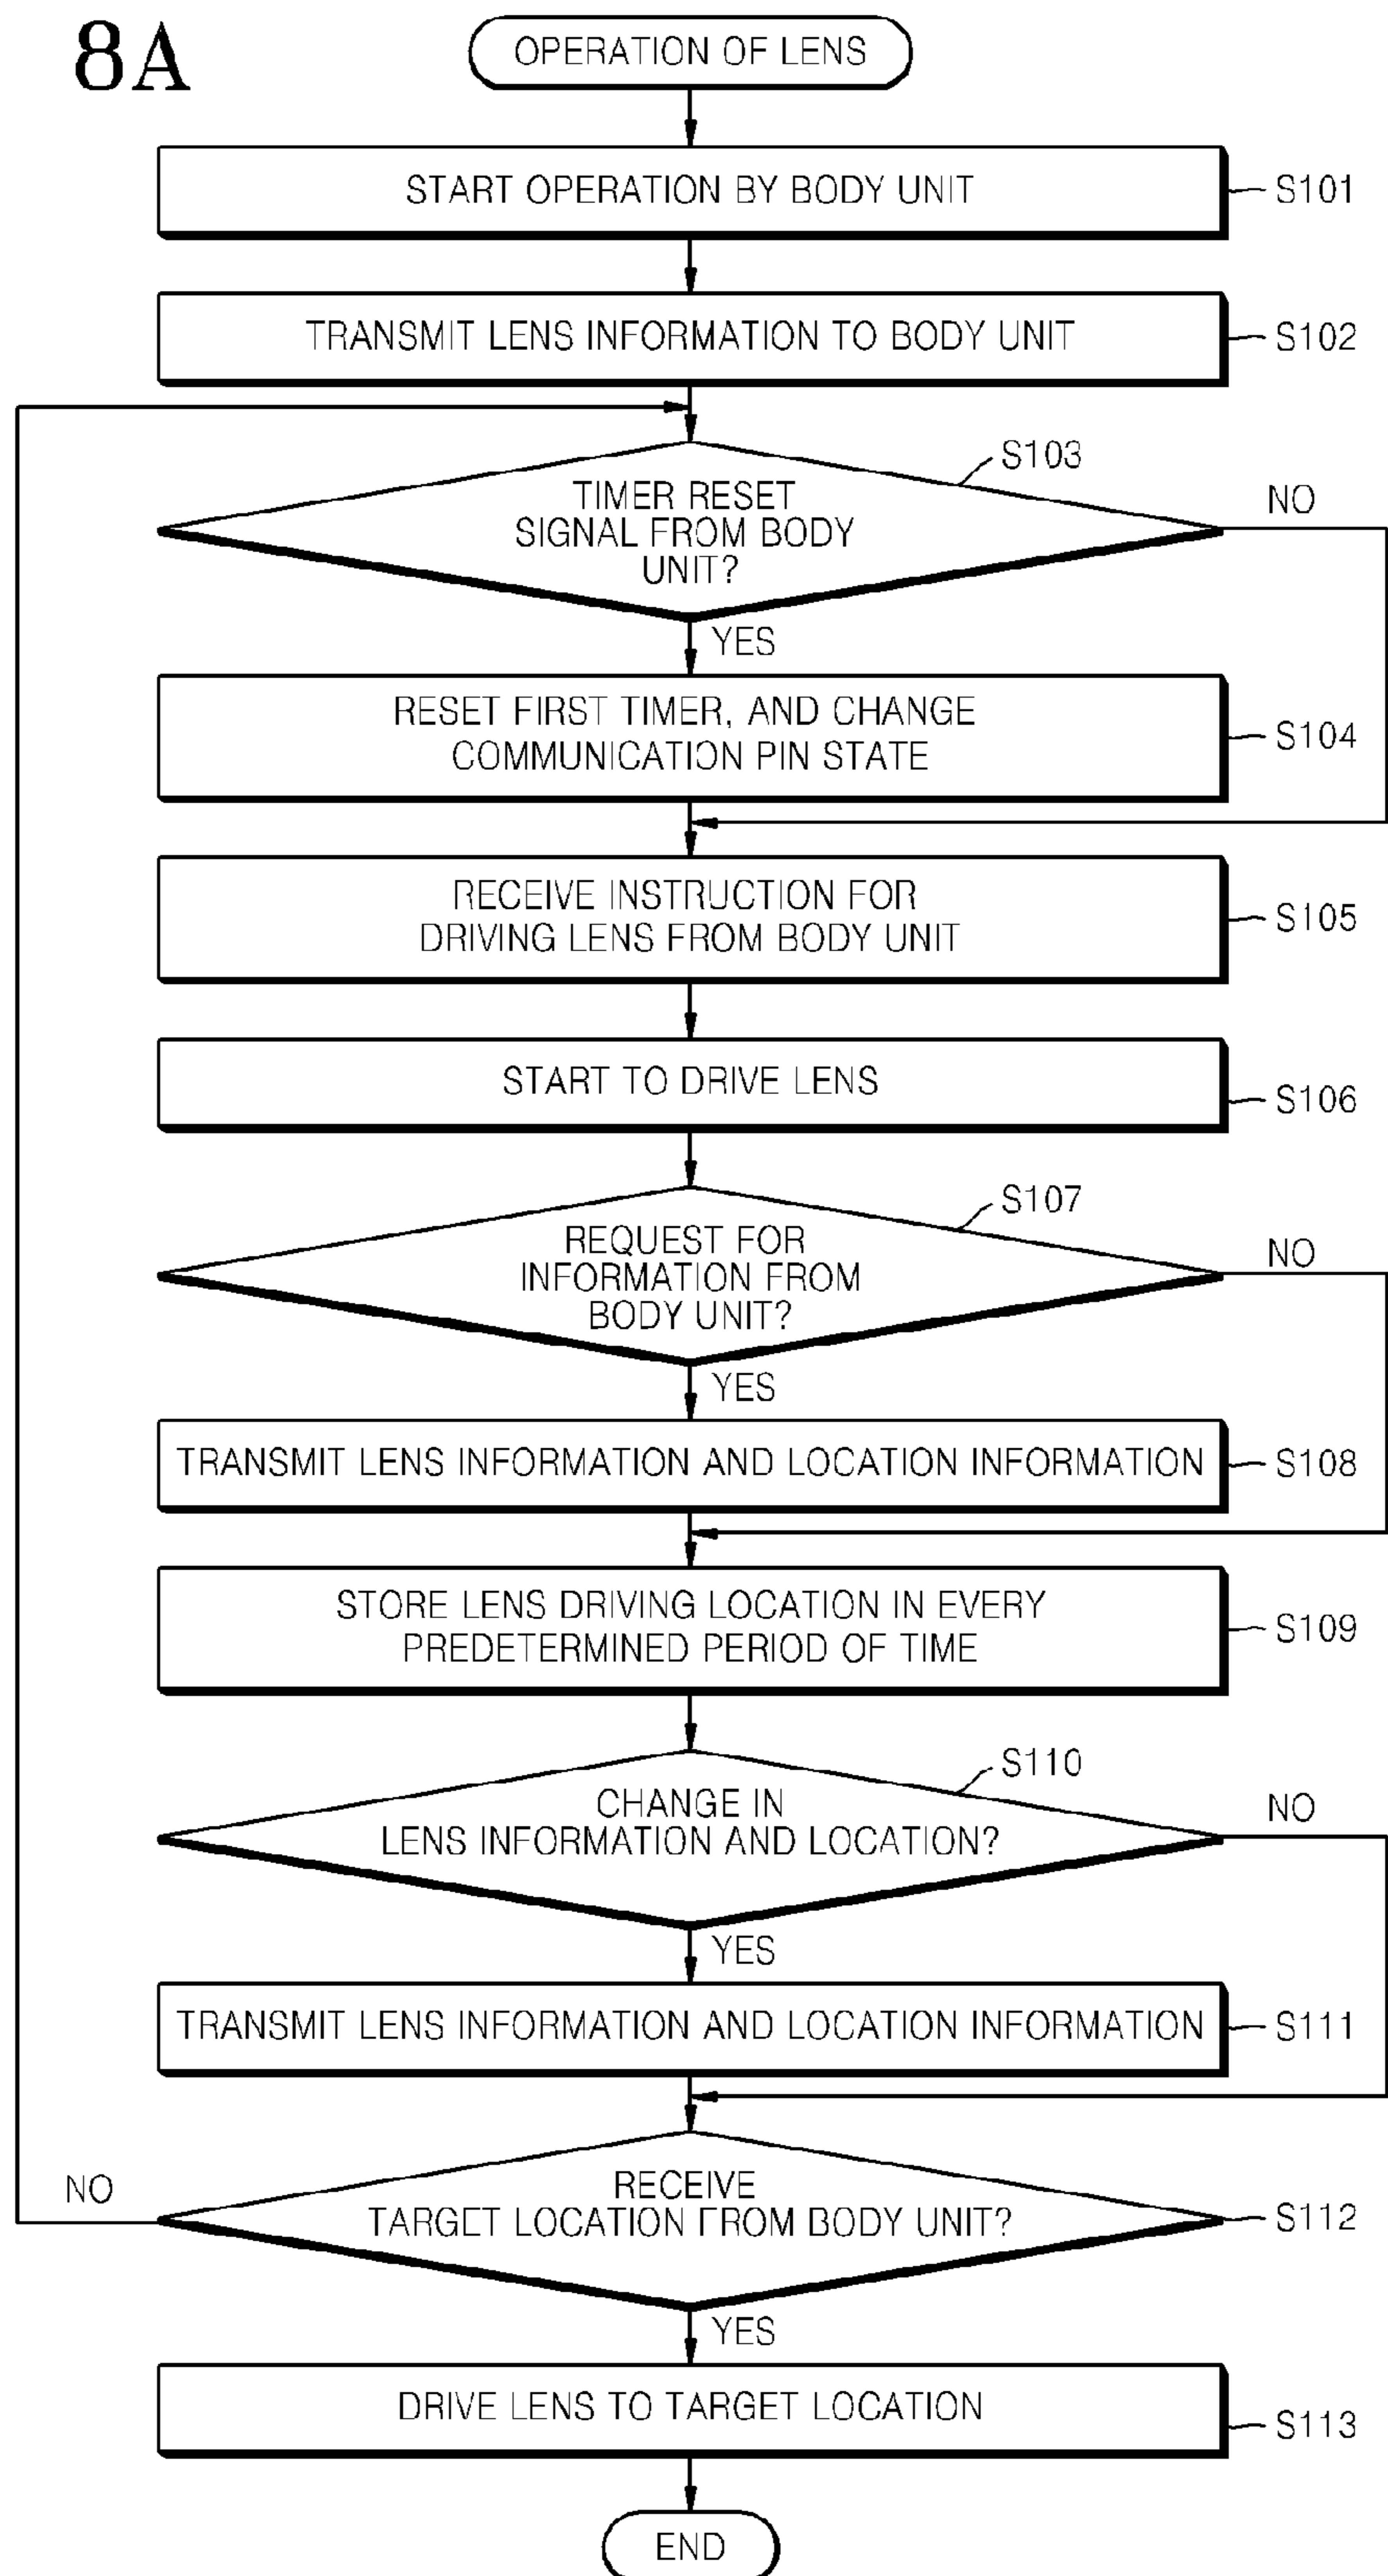 8A
OPERATION OF LENS
START OPERATION BY BODY UNIT
S101
TRANSMIT LENS INFORMATION TO BODY UNIT
S102
S103
TIMER RESET
SIGNAL FROM BODY
UNIT?
NO
YES
RESET FIRST TIMER, AND CHANGE
COMMUNICATION PIN STATE
S104
RECEIVE INSTRUCTION FOR
DRIVING LENS FROM BODY UNIT
S105
START TO DRIVE LENS
S106
S107
REQUEST FOR
INFORMATION FROM
BODY UNIT?
NO
YES
TRANSMIT LENS INFORMATION AND LOCATION INFORMATION
S108
STORE LENS DRIVING LOCATION IN EVERY
PREDETERMINED PERIOD OF TIME
S109
S110
CHANGE IN
LENS INFORMATION AND LOCATION?
NO
YES
TRANSMIT LENS INFORMATION AND LOCATION INFORMATION
S111
NO
RECEIVE
TARGET LOCATION FROM BODY UNIT?
S112
YES
DRIVE LENS TO TARGET LOCATION
S113
END